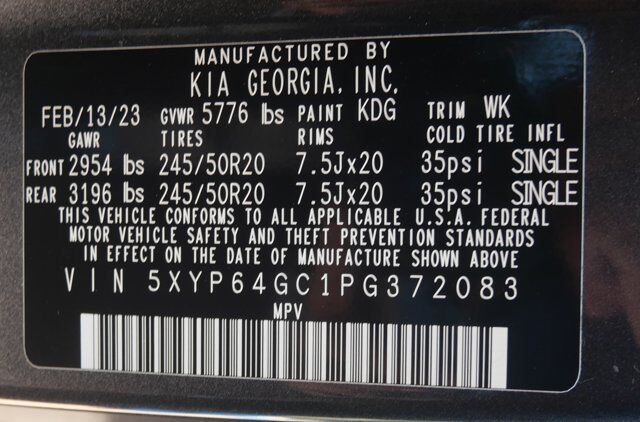 MANUFACTURED BY
KIA GEORGIA, INC.
FEB/13/23 GVWR 5776 lbs PAINT KDG TRIM WK
GAWR TIRES RIMS COLD TIRE INFL
FRONT 2954 lbs 245/50R20 7.5Jx20 35psi SINGLE
REAR 3196 lbs 245/50R20 7.5Jx20 35psi SINGLE
THIS VEHICLE CONFORMS TO ALL APPLICABLE U.S.A. FEDERAL
MOTOR VEHICLE SAFETY AND THEFT PREVENTION STANDARDS
IN EFFECT ON THE DATE OF MANUFACTURE SHOWN ABOVE
VIN 5XYP64GC1PG372083
MPV